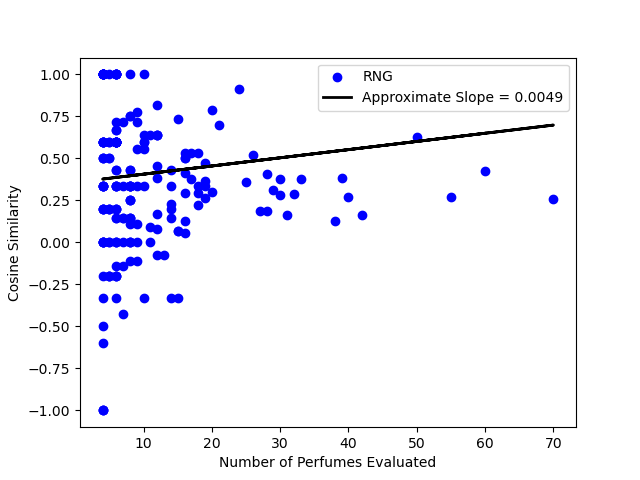 RNG
Approximate Slope = 0.0049
1.00
0.75
0.50
0.25
0.00
−0.25
−0.50
−0.75
−1.00
Cosine Similarity
10 20 30 40 50 60 70
Number of Perfumes Evaluated